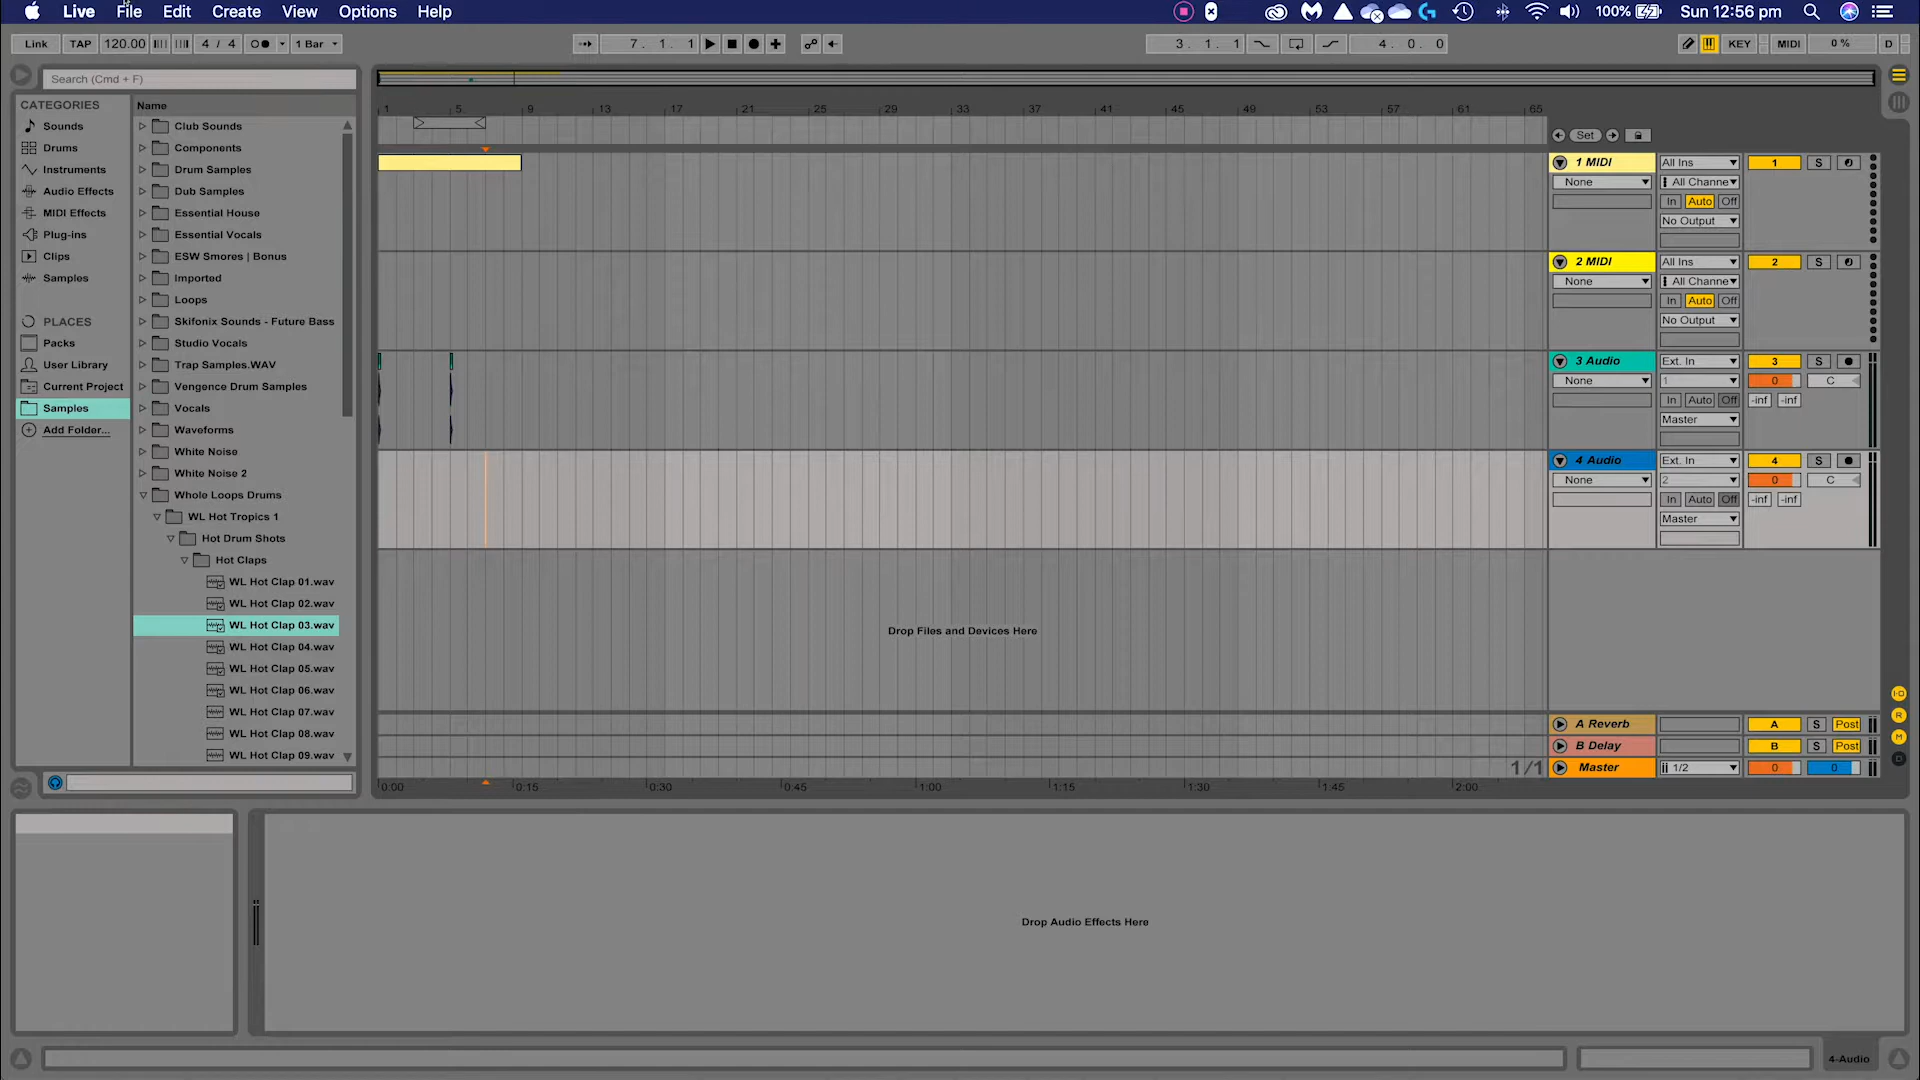 Live File Edit Create View Options Help 100% Sun 12:56 pm
Link TAP 120.00 4 / 4 1 Bar 7. 1. 1 3. 1. 1 4. 0. 0 KEY MIDI 0 % D
Search (Cmd + F)
CATEGORIES
Sounds
Drums
Instruments
Audio Effects
MIDI Effects
Plug-ins
Clips
Samples
PLACES
Packs
User Library
Current Project
Samples
Add Folder...
Name
Club Sounds
Components
Drum Samples
Dub Samples
Essential House
Essential Vocals
ESW Smores | Bonus
Imported
Loops
Skifonix Sounds - Future Bass
Studio Vocals
Trap Samples.WAV
Vengence Drum Samples
Vocals
Waveforms
White Noise
White Noise 2
Whole Loops Drums
WL Hot Tropics 1
Hot Drum Shots
Hot Claps
WL Hot Clap 01.wav
WL Hot Clap 02.wav
WL Hot Clap 03.wav
WL Hot Clap 04.wav
WL Hot Clap 05.wav
WL Hot Clap 06.wav
WL Hot Clap 07.wav
WL Hot Clap 08.wav
WL Hot Clap 09.wav
1 5 9 13 17 21 25 29 33 37 41 45 49 53 57 61 65
Set
1 MIDI All Ins 1 S
None All Channe
In Auto Off
No Output
2 MIDI All Ins 2 S
None All Channe
In Auto Off
No Output
3 Audio Ext. In 3 S
None 1 0 C
In Auto Off -inf -inf
Master
4 Audio Ext. In 4 S
None 2 0 C
In Auto Off -inf -inf
Master
Drop Files and Devices Here
A Reverb A S Post
B Delay B S Post
1/1 Master 1/2 0 0
I·O
R
M
D
0:00 0:15 0:30 0:45 1:00 1:15 1:30 1:45 2:00
Drop Audio Effects Here
4-Audio